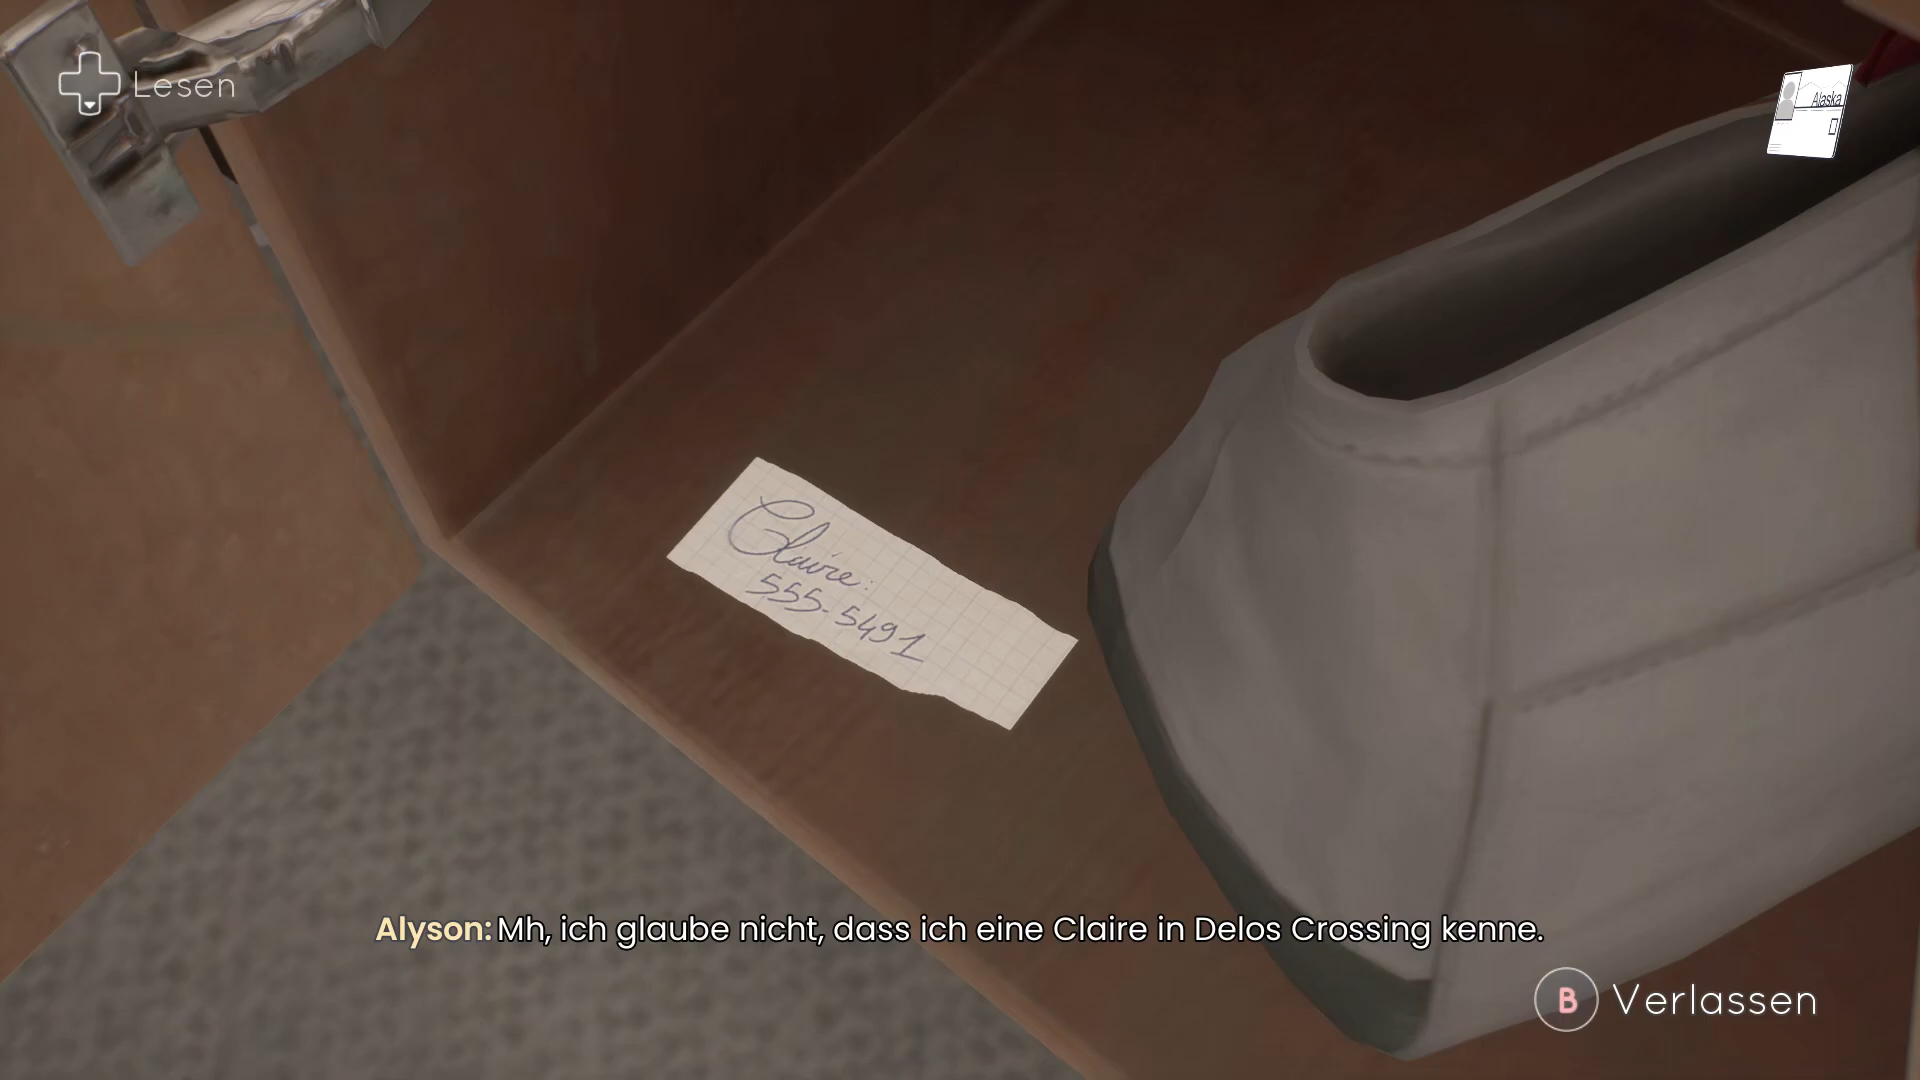 Lesen
Alaska
Claire:
555-5491
Alyson: Mh, ich glaube nicht, dass ich eine Claire in Delos Crossing kenne.
B Verlassen